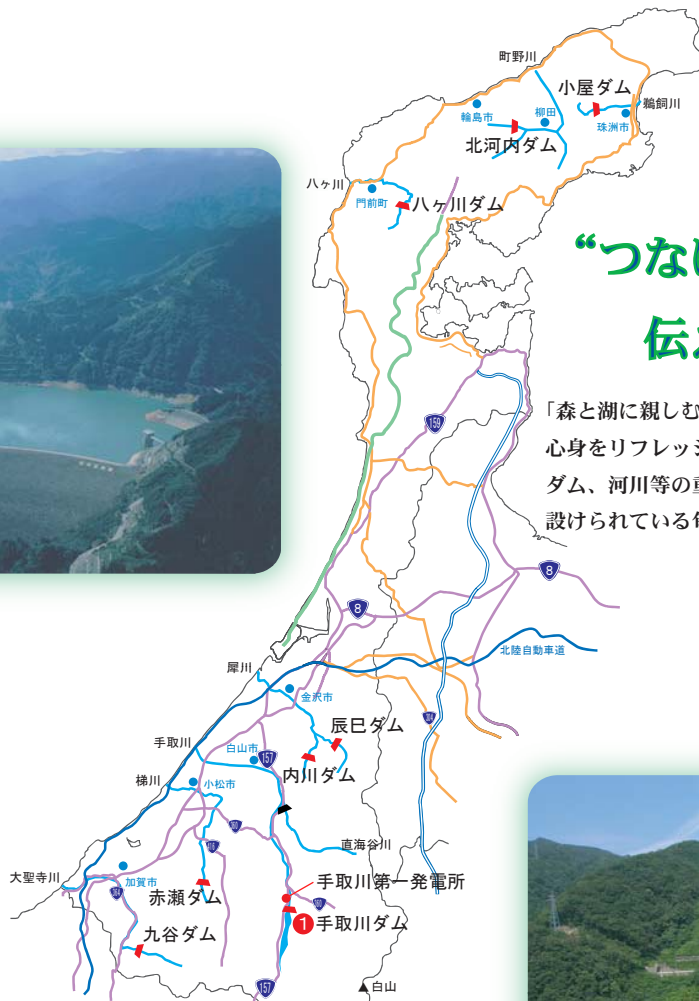 町野川
小屋ダム
鵜飼川
輪島市
柳田
珠洲市
北河内ダム
八ヶ川
門前町
八ヶ川ダム
“つなげ
伝え
「森と湖に親しむ
心身をリフレッシ
ダム、河川等の重
設けられている
159
8
8
北陸自動車道
犀川
金沢市
304
辰巳ダム
手取川
白山市
157
内川ダム
梯川
小松市
360
416
直海谷川
大聖寺川
加賀市
364
赤瀬ダム
手取川第一発電所
360
1 手取川ダム
九谷ダム
157
▲白山